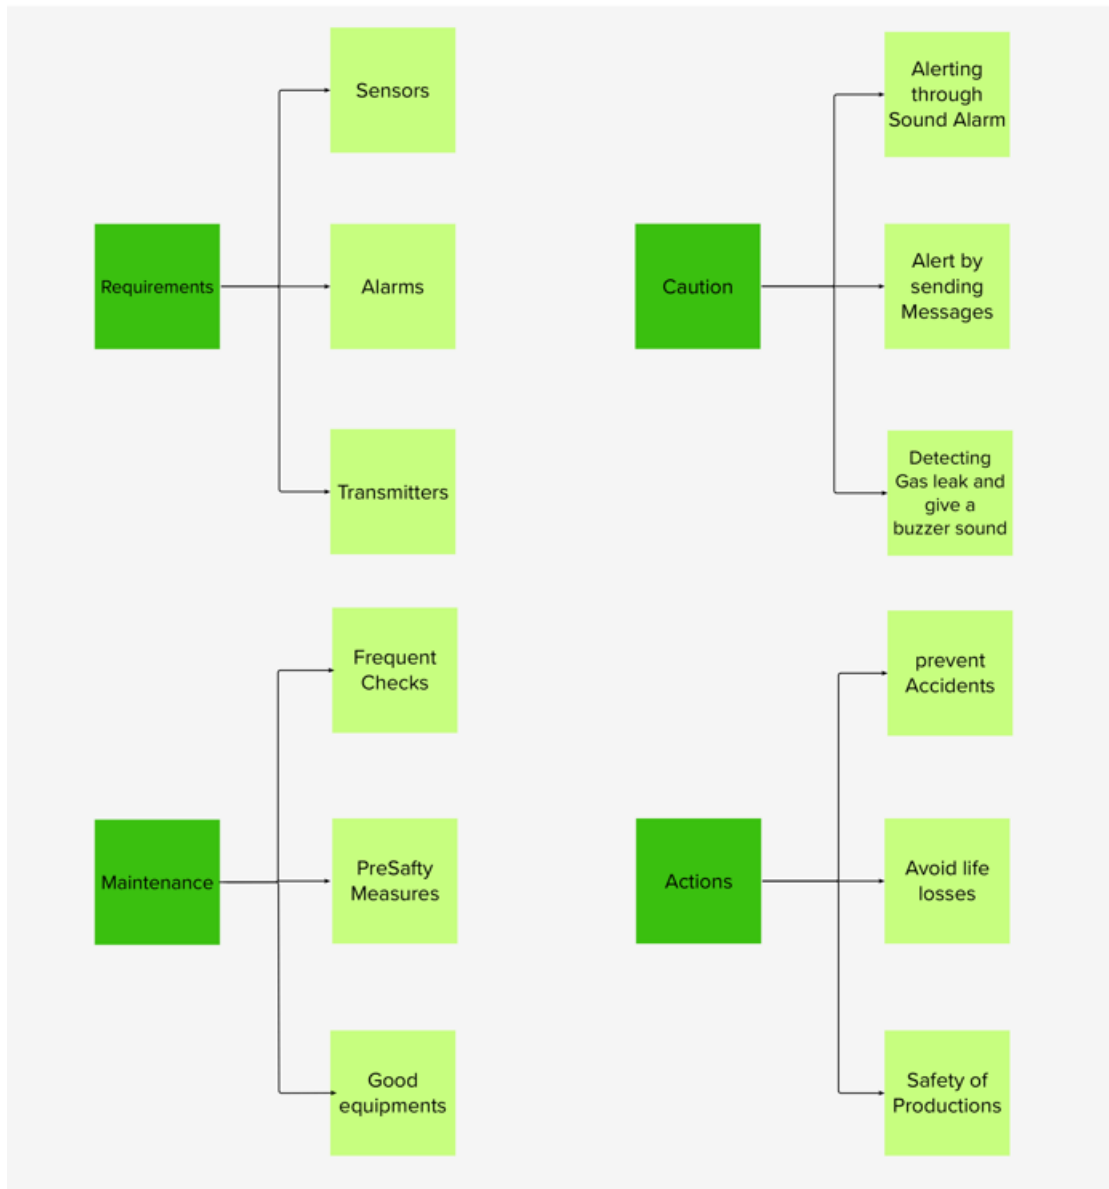 Sensors
Requirements
Alarms
Transmitters
Alerting
through
Sound Alarm
Caution
Alert by
sending
Messages
Detecting
Gas leak and
give a
buzzer sound
Frequent
Checks
Maintenance
PreSafty
Measures
Good
equipments
prevent
Accidents
Actions
Avoid life
losses
Safety of
Productions